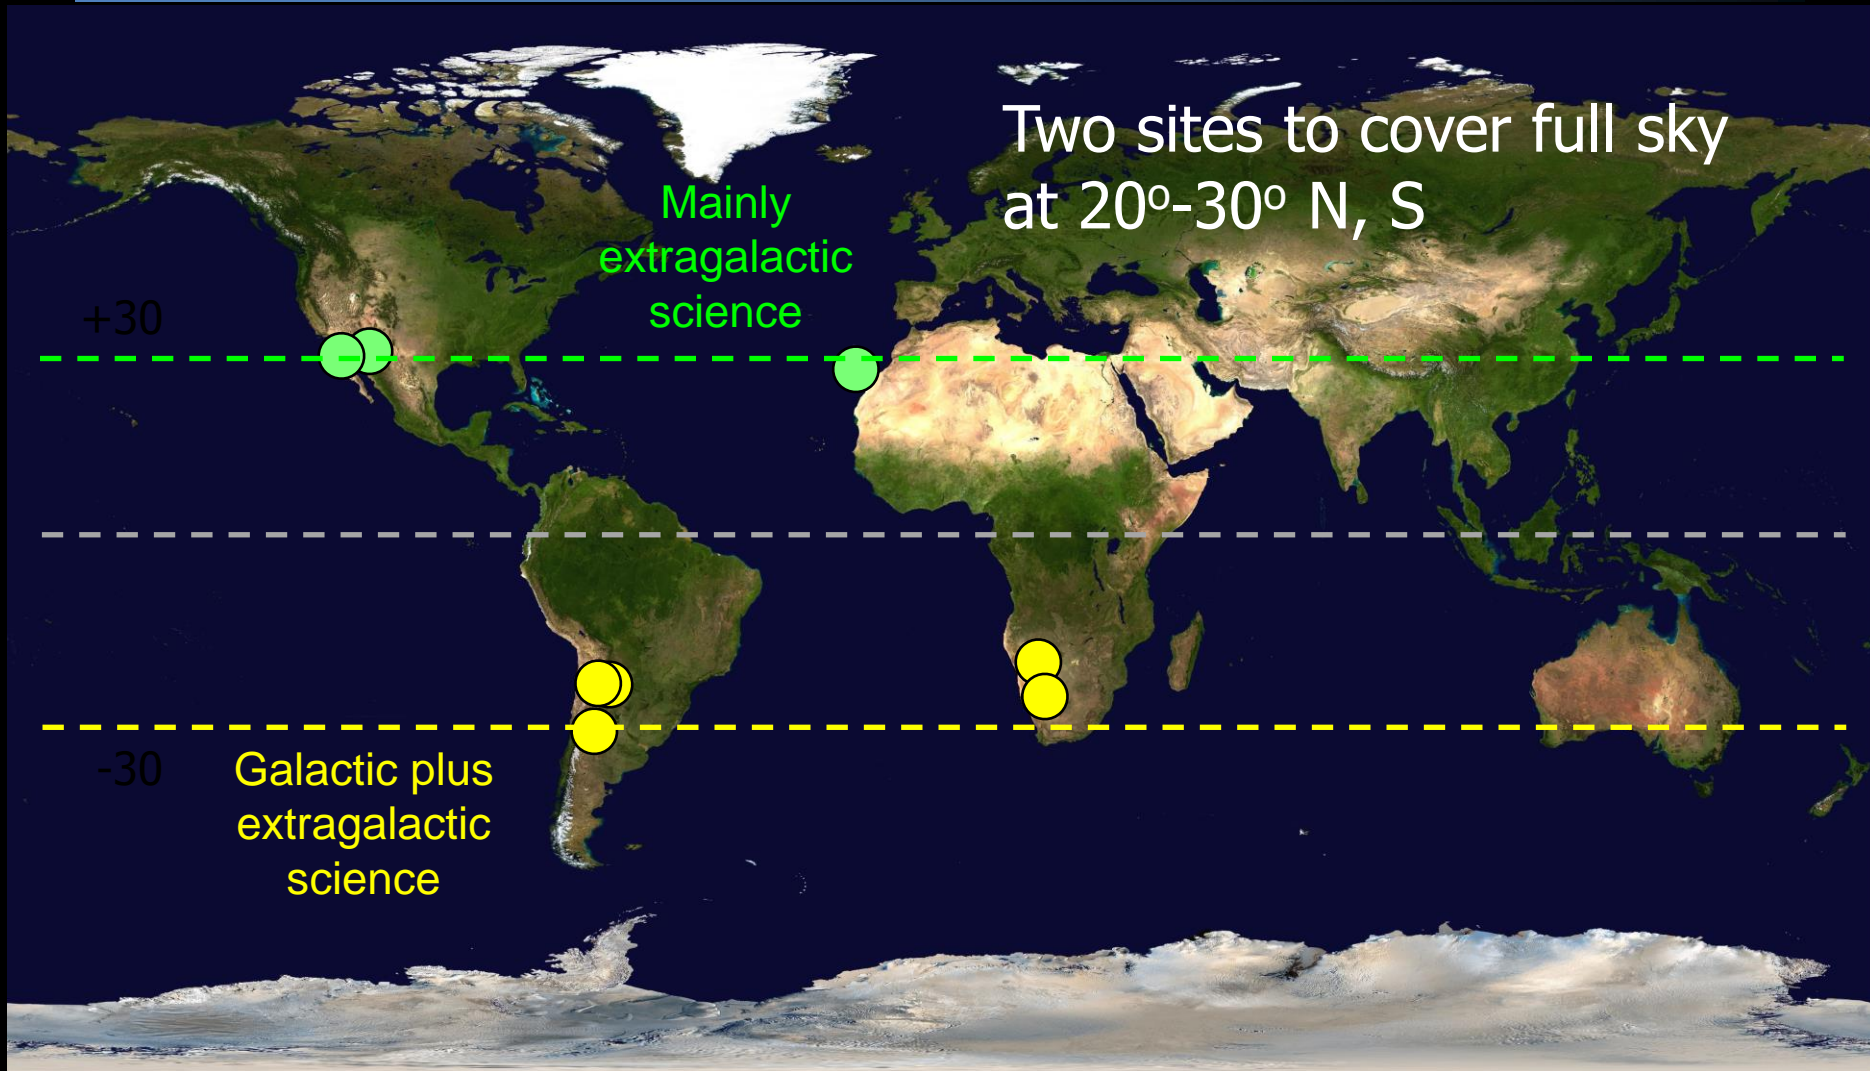 Two sites to cover full sky
at 20º-30º N, S
Mainly
extragalactic
science
+30
-30
Galactic plus
extragalactic
science